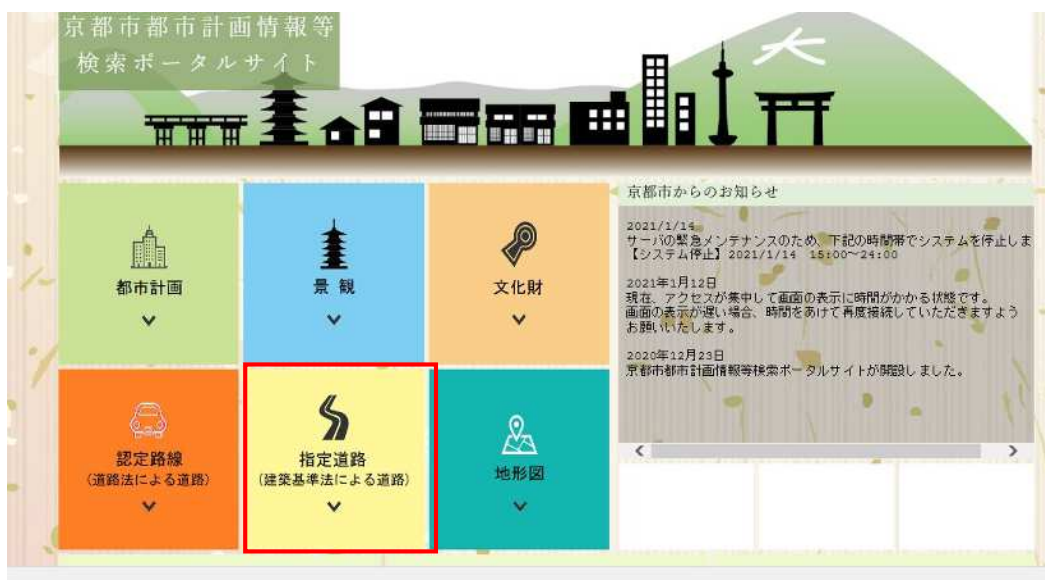 京都市都市計画情報等
検索ポータルサイト
都市計画
景 観
文化財
認定路線
(道路法による道路)
指定道路
(建築基準法による道路)
地形図
京都市からのお知らせ
2021/1/14
サーバの緊急メンテナンスのため、下記の時間帯でシステムを停止しま
【システム停止】2021/1/14 15:00～24:00
2021年1月12日
現在、アクセスが集中して画面の表示に時間がかかる状態です。
画面の表示が遅い場合、時間をあけて再度接続していただきますよう
お願いいたします。
2020年12月23日
京都市都市計画情報等検索ポータルサイトが開設しました。